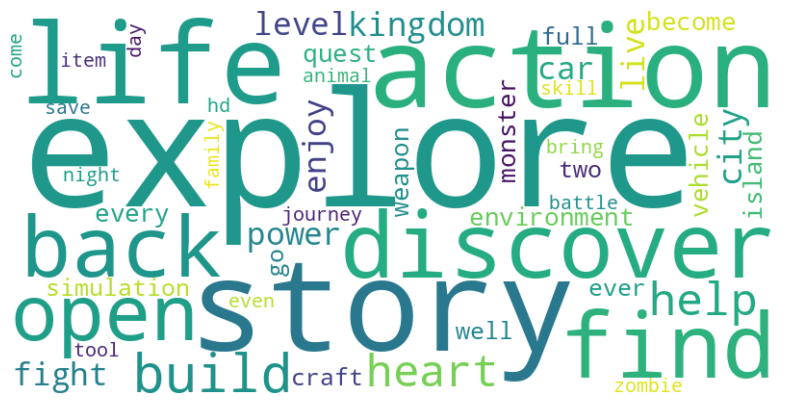 life
level
kingdom
full
become
come
item
day
quest
animal
action
car
skill
live
save
hd
explore
enjoy
monster
city
night
family
weapon
bring
two
vehicle
island
every
journey
battle
environment
back
power
go
discover
simulation
even
story
ever
help
open
well
find
tool
fight
build
craft
heart
zombie